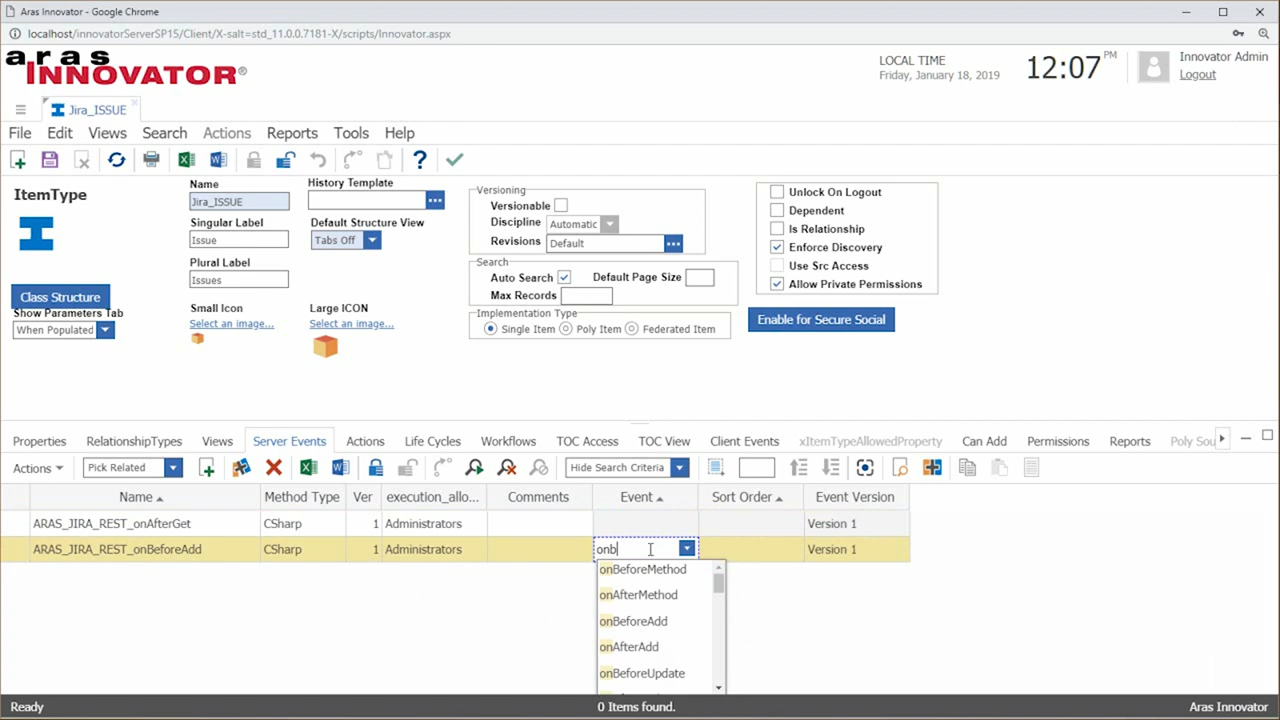 Aras Innovator - Google Chrome
localhost/innovatorServerSP15/Client/X-salt=std_11.0.0.7181-X/scripts/Innovator.aspx
aras
INNOVATOR®
LOCAL TIME
Friday, January 18, 2019
12:07 PM
Innovator Admin
Logout
Jira_ISSUE
File Edit Views Search Actions Reports Tools Help
ItemType
Class Structure
Show Parameters Tab
When Populated
Name
Jira_ISSUE
Singular Label
Issue
Plural Label
Issues
Small Icon
Select an image...
History Template
Default Structure View
Tabs Off
Large ICON
Select an image...
Versioning
Versionable
Discipline Automatic
Revisions Default
Search
Auto Search Default Page Size
Max Records
Implementation Type
Single Item Poly Item Federated Item
Unlock On Logout
Dependent
Is Relationship
Enforce Discovery
Use Src Access
Allow Private Permissions
Enable for Secure Social
Properties RelationshipTypes Views Server Events Actions Life Cycles Workflows TOC Access TOC View Client Events xItemTypeAllowedProperty Can Add Permissions Reports Poly Sou
Actions Pick Related Hide Search Criteria
Name Method Type Ver execution_allo... Comments Event Sort Order Event Version
ARAS_JIRA_REST_onAfterGet CSharp 1 Administrators Version 1
ARAS_JIRA_REST_onBeforeAdd CSharp 1 Administrators onb Version 1
onBeforeMethod
onAfterMethod
onBeforeAdd
onAfterAdd
onBeforeUpdate
Ready 0 Items found. Aras Innovator